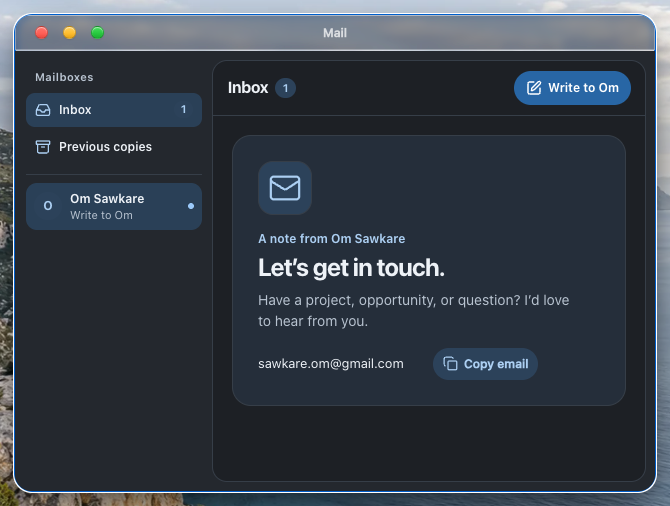 Mail
Mailboxes
Inbox 1
Previous copies
O
Om Sawkare
Write to Om
Inbox 1
Write to Om
A note from Om Sawkare
Let’s get in touch.
Have a project, opportunity, or question? I’d love
to hear from you.
sawkare.om@gmail.com
Copy email